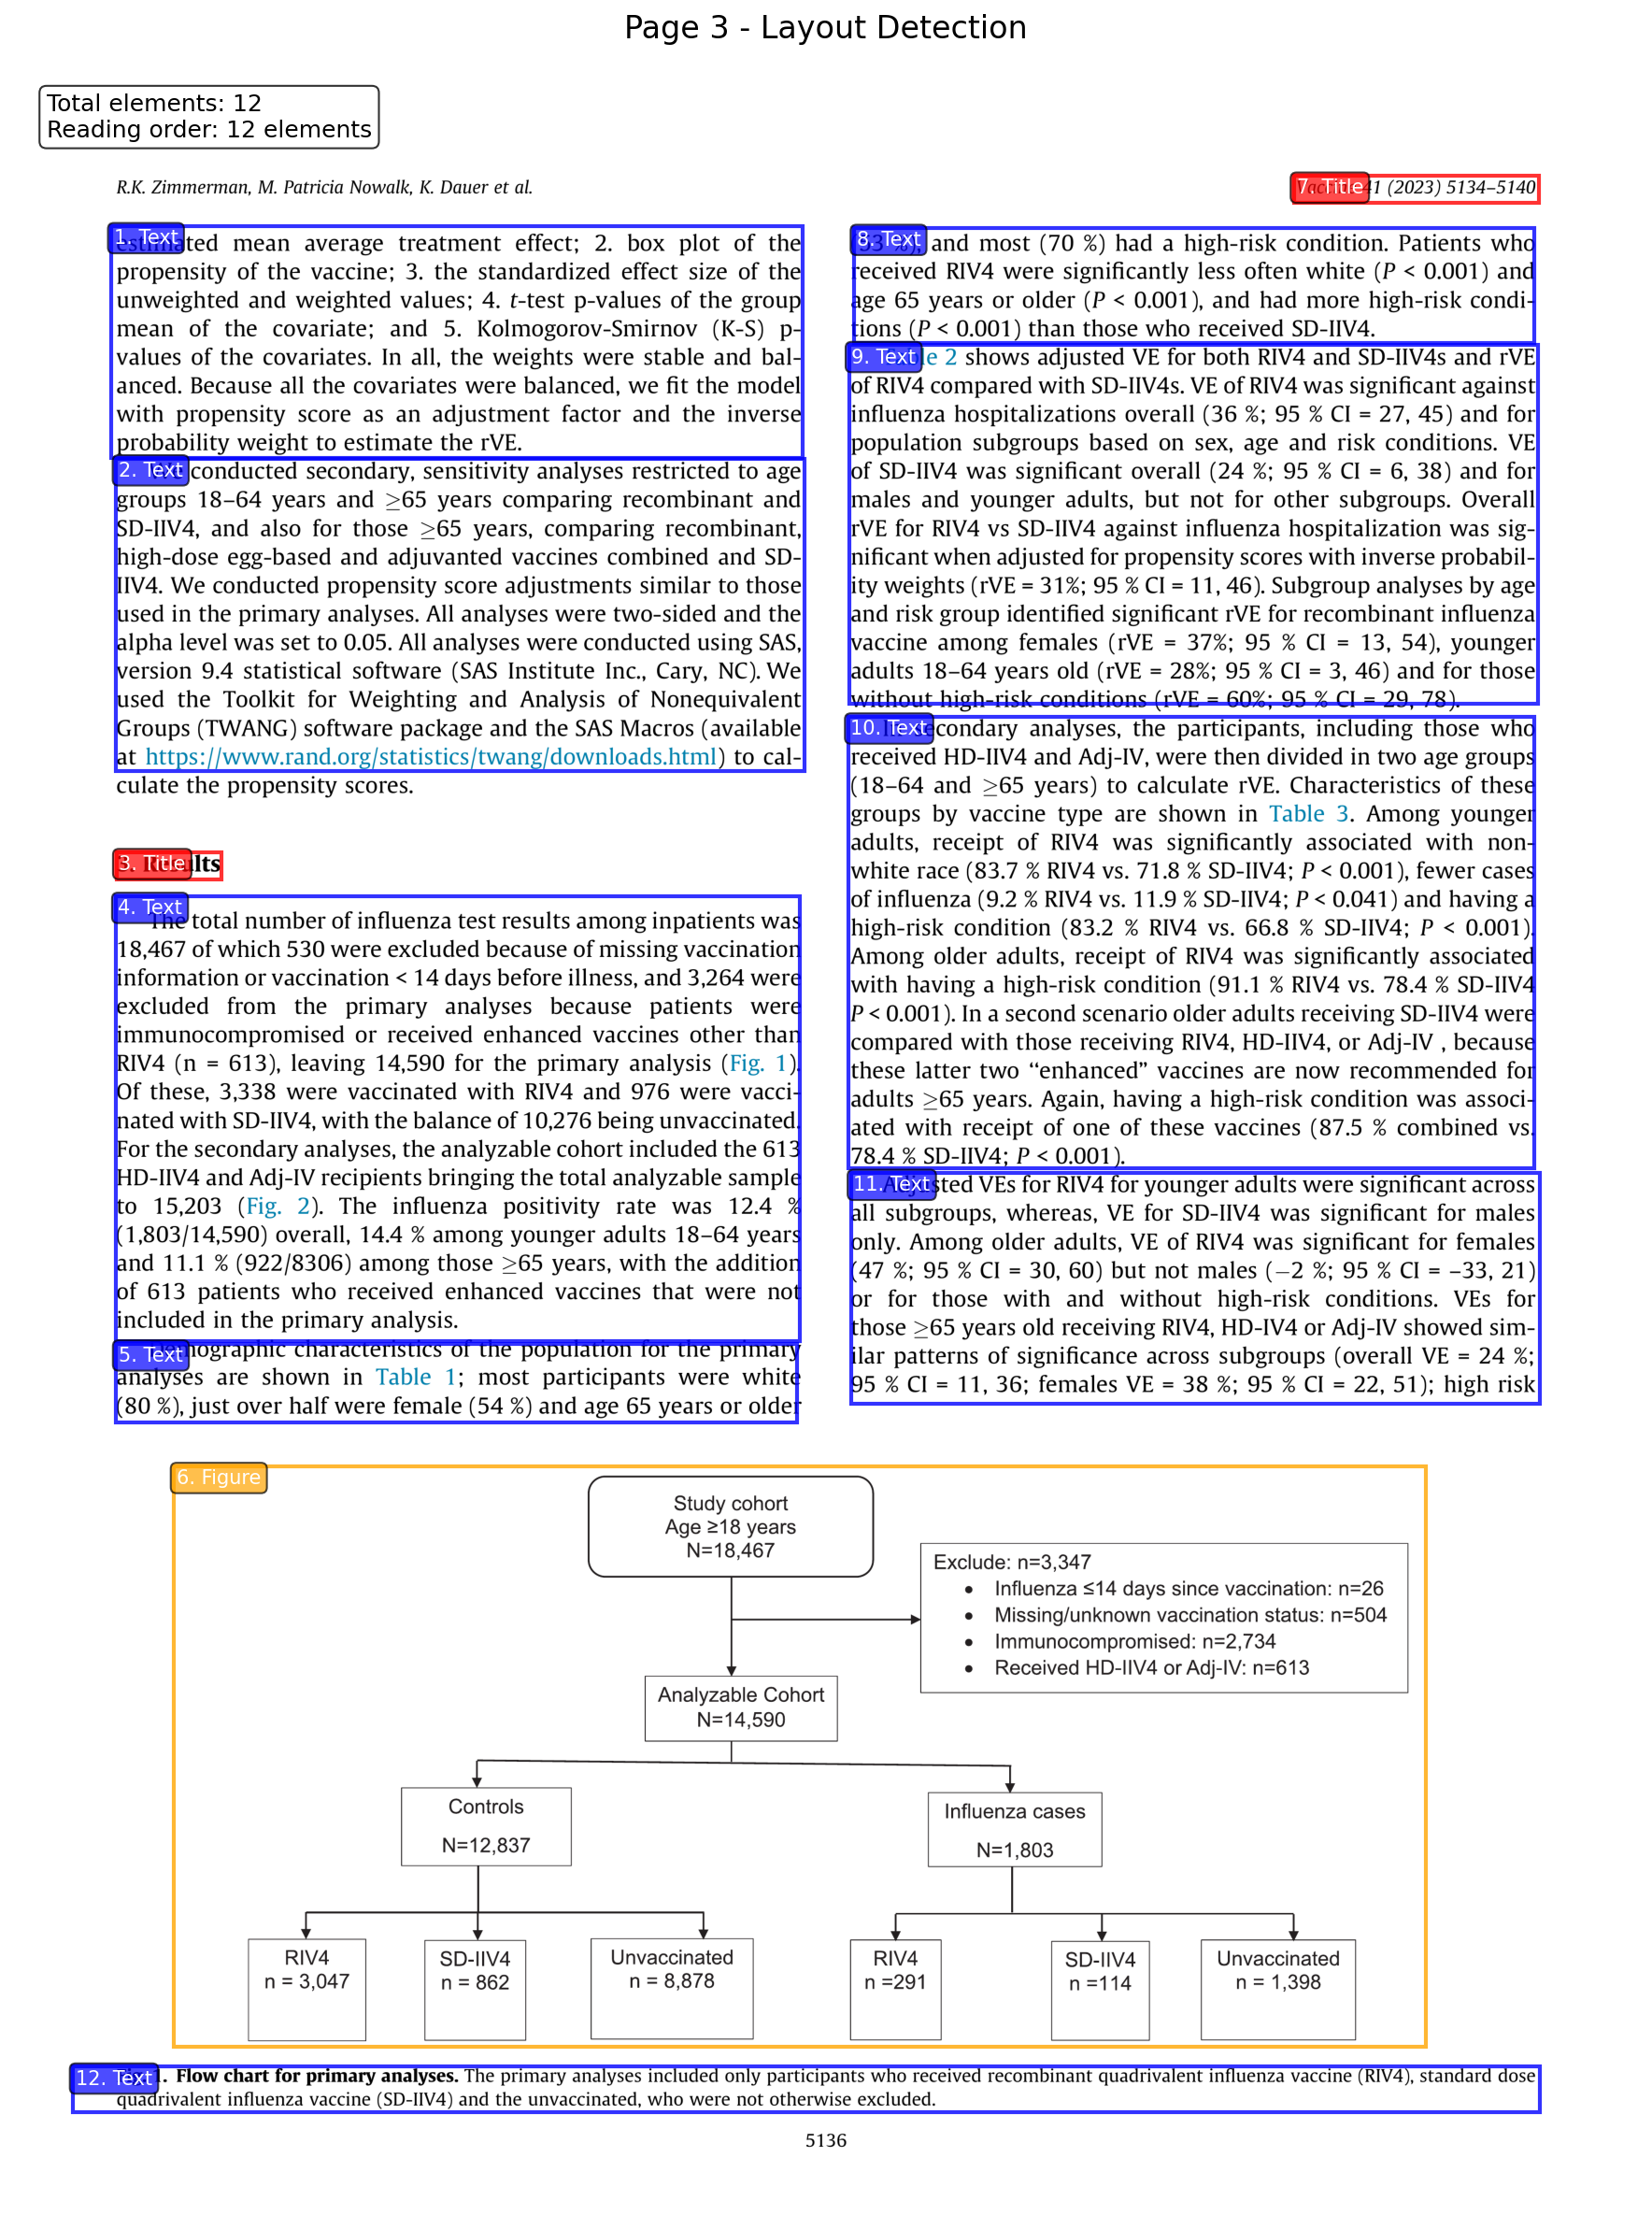 Page 3 - Layout Detection
Total elements: 12
Reading order: 12 elements
R.K. Zimmerman, M. Patricia Nowalk, K. Dauer et al.
7. Title
41 (2023) 5134–5140
1. Text
estimated mean average treatment effect; 2. box plot of the
propensity of the vaccine; 3. the standardized effect size of the
unweighted and weighted values; 4. t-test p-values of the group
mean of the covariate; and 5. Kolmogorov-Smirnov (K-S) p-
values of the covariates. In all, the weights were stable and bal-
anced. Because all the covariates were balanced, we fit the model
with propensity score as an adjustment factor and the inverse
probability weight to estimate the rVE.
2. Text
conducted secondary, sensitivity analyses restricted to age
groups 18–64 years and ≥65 years comparing recombinant and
SD-IIV4, and also for those ≥65 years, comparing recombinant,
high-dose egg-based and adjuvanted vaccines combined and SD-
IIV4. We conducted propensity score adjustments similar to those
used in the primary analyses. All analyses were two-sided and the
alpha level was set to 0.05. All analyses were conducted using SAS,
version 9.4 statistical software (SAS Institute Inc., Cary, NC). We
used the Toolkit for Weighting and Analysis of Nonequivalent
Groups (TWANG) software package and the SAS Macros (available
at https://www.rand.org/statistics/twang/downloads.html) to cal-
culate the propensity scores.
3. Title
Results
4. Text
The total number of influenza test results among inpatients was
18,467 of which 530 were excluded because of missing vaccination
information or vaccination < 14 days before illness, and 3,264 were
excluded from the primary analyses because patients were
immunocompromised or received enhanced vaccines other than
RIV4 (n = 613), leaving 14,590 for the primary analysis (Fig. 1).
Of these, 3,338 were vaccinated with RIV4 and 976 were vacci-
nated with SD-IIV4, with the balance of 10,276 being unvaccinated.
For the secondary analyses, the analyzable cohort included the 613
HD-IIV4 and Adj-IV recipients bringing the total analyzable sample
to 15,203 (Fig. 2). The influenza positivity rate was 12.4 %
(1,803/14,590) overall, 14.4 % among younger adults 18–64 years
and 11.1 % (922/8306) among those ≥65 years, with the addition
of 613 patients who received enhanced vaccines that were not
included in the primary analysis.
5. Text
Demographic characteristics of the population for the primary
analyses are shown in Table 1; most participants were white
(80 %), just over half were female (54 %) and age 65 years or older
8. Text
(53 %), and most (70 %) had a high-risk condition. Patients who
received RIV4 were significantly less often white (P < 0.001) and
age 65 years or older (P < 0.001), and had more high-risk condi-
tions (P < 0.001) than those who received SD-IIV4.
9. Text
Table 2 shows adjusted VE for both RIV4 and SD-IIV4s and rVE
of RIV4 compared with SD-IIV4s. VE of RIV4 was significant against
influenza hospitalizations overall (36 %; 95 % CI = 27, 45) and for
population subgroups based on sex, age and risk conditions. VE
of SD-IIV4 was significant overall (24 %; 95 % CI = 6, 38) and for
males and younger adults, but not for other subgroups. Overall
rVE for RIV4 vs SD-IIV4 against influenza hospitalization was sig-
nificant when adjusted for propensity scores with inverse probabil-
ity weights (rVE = 31%; 95 % CI = 11, 46). Subgroup analyses by age
and risk group identified significant rVE for recombinant influenza
vaccine among females (rVE = 37%; 95 % CI = 13, 54), younger
adults 18–64 years old (rVE = 28%; 95 % CI = 3, 46) and for those
without high-risk conditions (rVE = 60%; 95 % CI = 29, 78).
10. Text
In secondary analyses, the participants, including those who
received HD-IIV4 and Adj-IV, were then divided in two age groups
(18–64 and ≥65 years) to calculate rVE. Characteristics of these
groups by vaccine type are shown in Table 3. Among younger
adults, receipt of RIV4 was significantly associated with non-
white race (83.7 % RIV4 vs. 71.8 % SD-IIV4; P < 0.001), fewer cases
of influenza (9.2 % RIV4 vs. 11.9 % SD-IIV4; P < 0.041) and having a
high-risk condition (83.2 % RIV4 vs. 66.8 % SD-IIV4; P < 0.001).
Among older adults, receipt of RIV4 was significantly associated
with having a high-risk condition (91.1 % RIV4 vs. 78.4 % SD-IIV4
P < 0.001). In a second scenario older adults receiving SD-IIV4 were
compared with those receiving RIV4, HD-IIV4, or Adj-IV , because
these latter two “enhanced” vaccines are now recommended for
adults ≥65 years. Again, having a high-risk condition was associ-
ated with receipt of one of these vaccines (87.5 % combined vs.
78.4 % SD-IIV4; P < 0.001).
11. Text
Adjusted VEs for RIV4 for younger adults were significant across
all subgroups, whereas, VE for SD-IIV4 was significant for males
only. Among older adults, VE of RIV4 was significant for females
(47 %; 95 % CI = 30, 60) but not males (−2 %; 95 % CI = –33, 21)
or for those with and without high-risk conditions. VEs for
those ≥65 years old receiving RIV4, HD-IV4 or Adj-IV showed sim-
ilar patterns of significance across subgroups (overall VE = 24 %;
95 % CI = 11, 36; females VE = 38 %; 95 % CI = 22, 51); high risk
6. Figure
Study cohort
Age ≥18 years
N=18,467
Exclude: n=3,347
• Influenza ≤14 days since vaccination: n=26
• Missing/unknown vaccination status: n=504
• Immunocompromised: n=2,734
• Received HD-IIV4 or Adj-IV: n=613
Analyzable Cohort
N=14,590
Controls
N=12,837
Influenza cases
N=1,803
RIV4
n = 3,047
SD-IIV4
n = 862
Unvaccinated
n = 8,878
RIV4
n =291
SD-IIV4
n =114
Unvaccinated
n = 1,398
12. Text
1. Flow chart for primary analyses. The primary analyses included only participants who received recombinant quadrivalent influenza vaccine (RIV4), standard dose
quadrivalent influenza vaccine (SD-IIV4) and the unvaccinated, who were not otherwise excluded.
5136